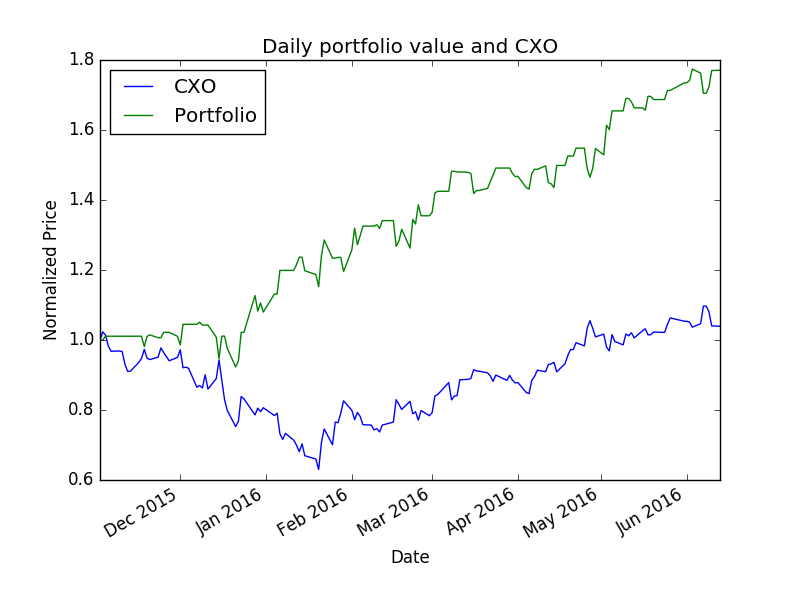 Daily portfolio value and CXO
CXO
Portfolio
Normalized Price
1.8
1.6
1.4
1.2
1.0
0.8
0.6
Dec 2015
Jan 2016
Feb 2016
Mar 2016
Apr 2016
May 2016
Jun 2016
Date